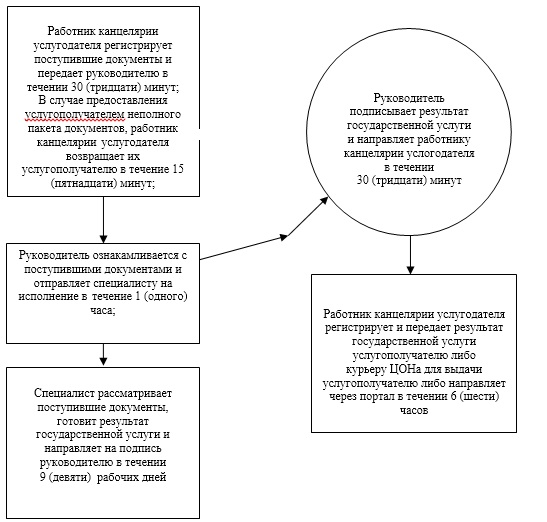 Работник канцелярии
услугодателя регистрирует
поступившие документы и
передает руководителю в
течении 30 (тридцати) минут;
В случае предоставления
услугополучателем неполного
пакета документов, работник
канцелярии услугодателя
возвращает их
услугополучателю в течение 15
(пятнадцати) минут;
Руководитель ознакамливается с
поступившими документами и
отправляет специалисту на
исполнение в течение 1 (одного)
часа;
Специалист рассматривает
поступившие документы,
готовит результат
государственной услуги и
направляет на подпись
руководителю в течении
9 (девяти) рабочих дней
Руководитель
подписывает результат
государственной услуги
и направляет работнику
канцелярии услогодателя
в течении
30 (тридцати) минут
Работник канцелярии услугодателя
регистрирует и передает результат
государственной услуги
услугополучателю либо
курьеру ЦОНа для выдачи
услугополучателю либо направляет
через портал в течении 6 (шести)
часов